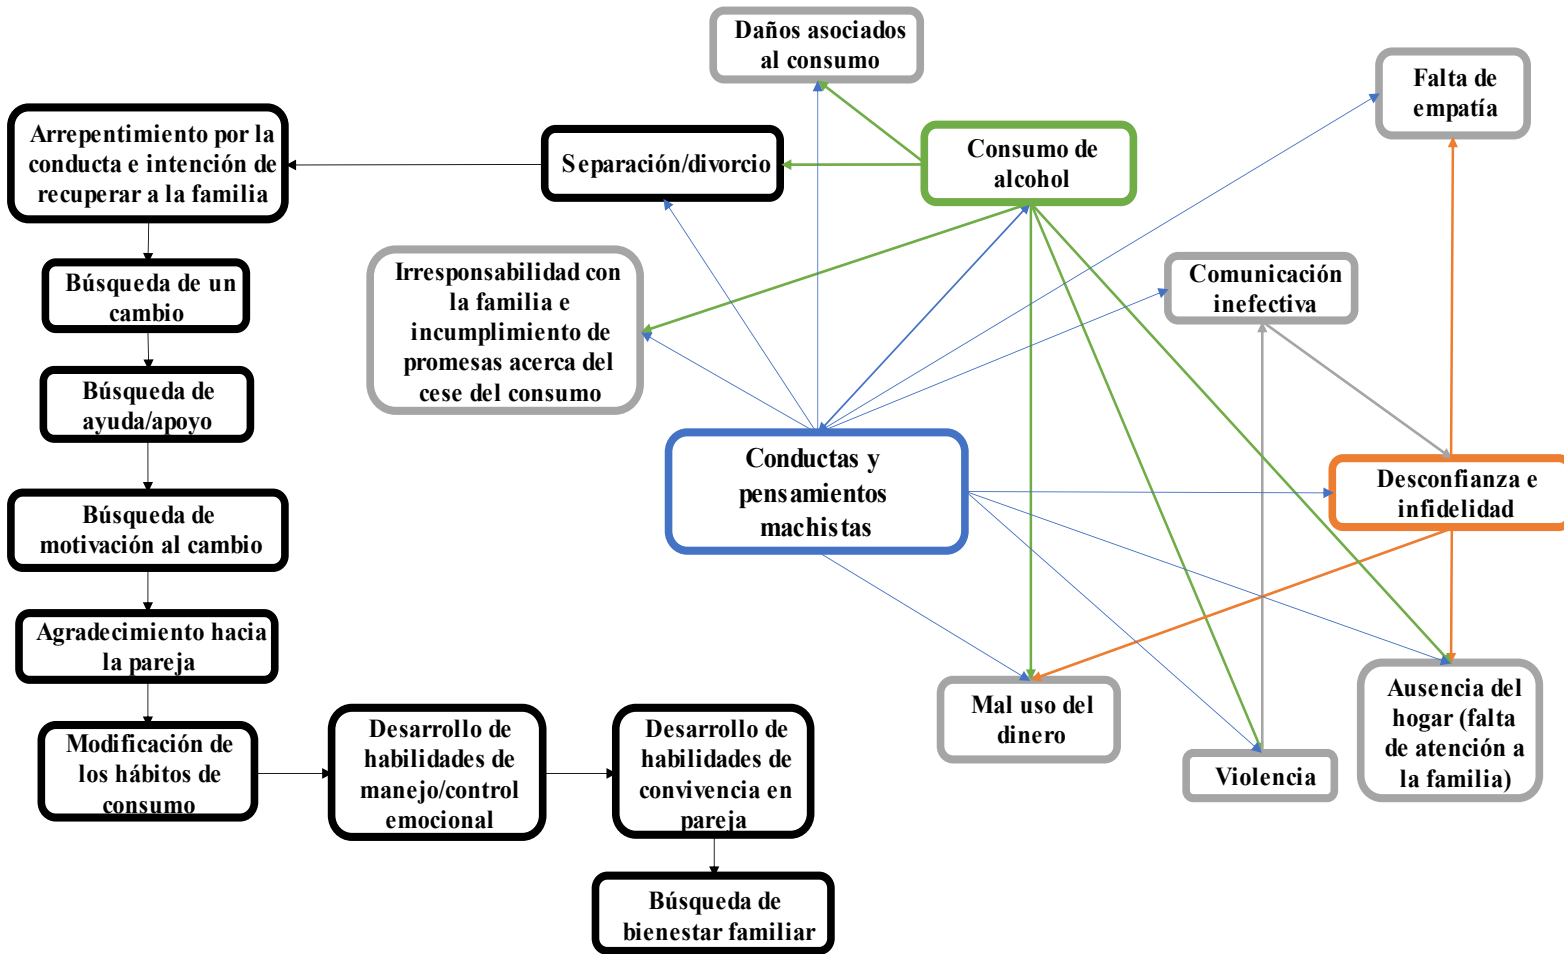 Daños asociados
al consumo
Falta de
empatía
Arrepentimiento por la
conducta e intención de
recuperar a la familia
Separación/divorcio
Consumo de
alcohol
Búsqueda de un
cambio
Irresponsabilidad con
la familia e
incumplimiento de
promesas acerca del
cese del consumo
Comunicación
inefectiva
Búsqueda de
ayuda/apoyo
Conductas y
pensamientos
machistas
Desconfianza e
infidelidad
Búsqueda de
motivación al cambio
Agradecimiento hacia
la pareja
Modificación de
los hábitos de
consumo
Desarrollo de
habilidades de
manejo/control
emocional
Desarrollo de
habilidades de
convivencia en
pareja
Mal uso del
dinero
Violencia
Ausencia del
hogar (falta
de atención a
la familia)
Búsqueda de
bienestar familiar